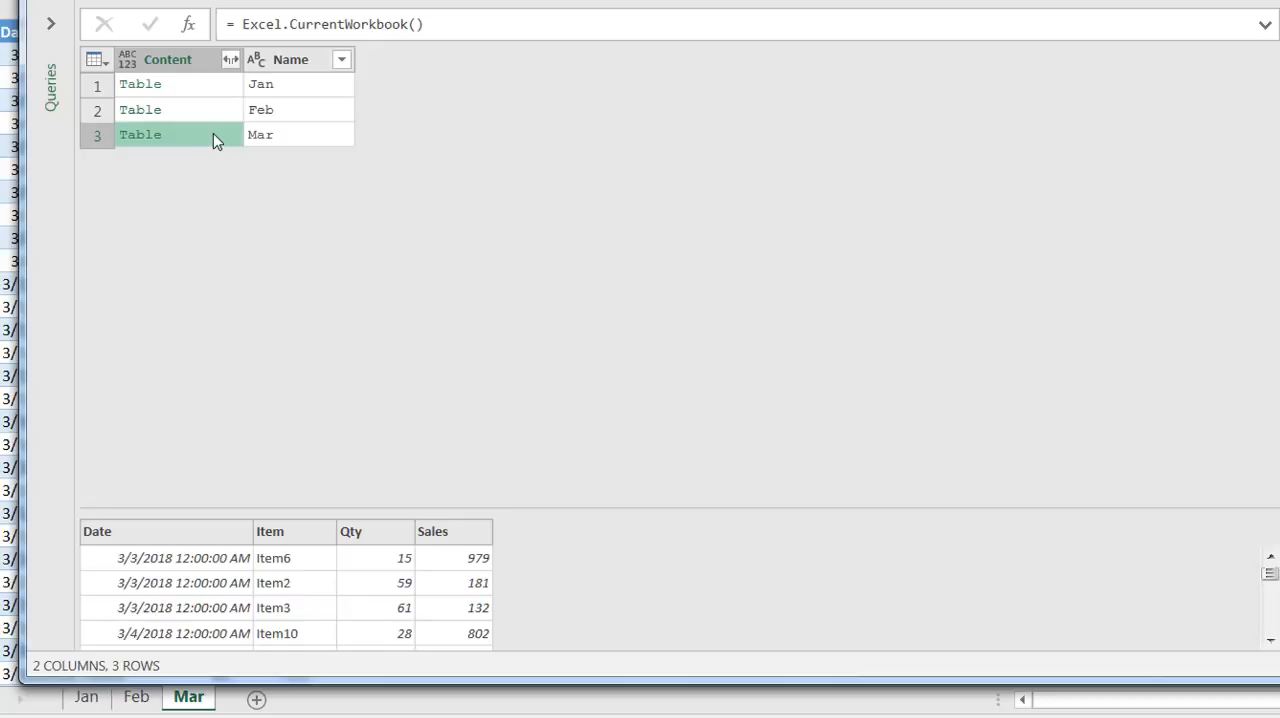 = Excel.CurrentWorkbook()
Queries
ABC 123 Content ABC Name
1 Table Jan
2 Table Feb
3 Table Mar
Date Item Qty Sales
3/3/2018 12:00:00 AM Item6 15 979
3/3/2018 12:00:00 AM Item2 59 181
3/3/2018 12:00:00 AM Item3 61 132
3/4/2018 12:00:00 AM Item10 28 802
2 COLUMNS, 3 ROWS
Jan Feb Mar